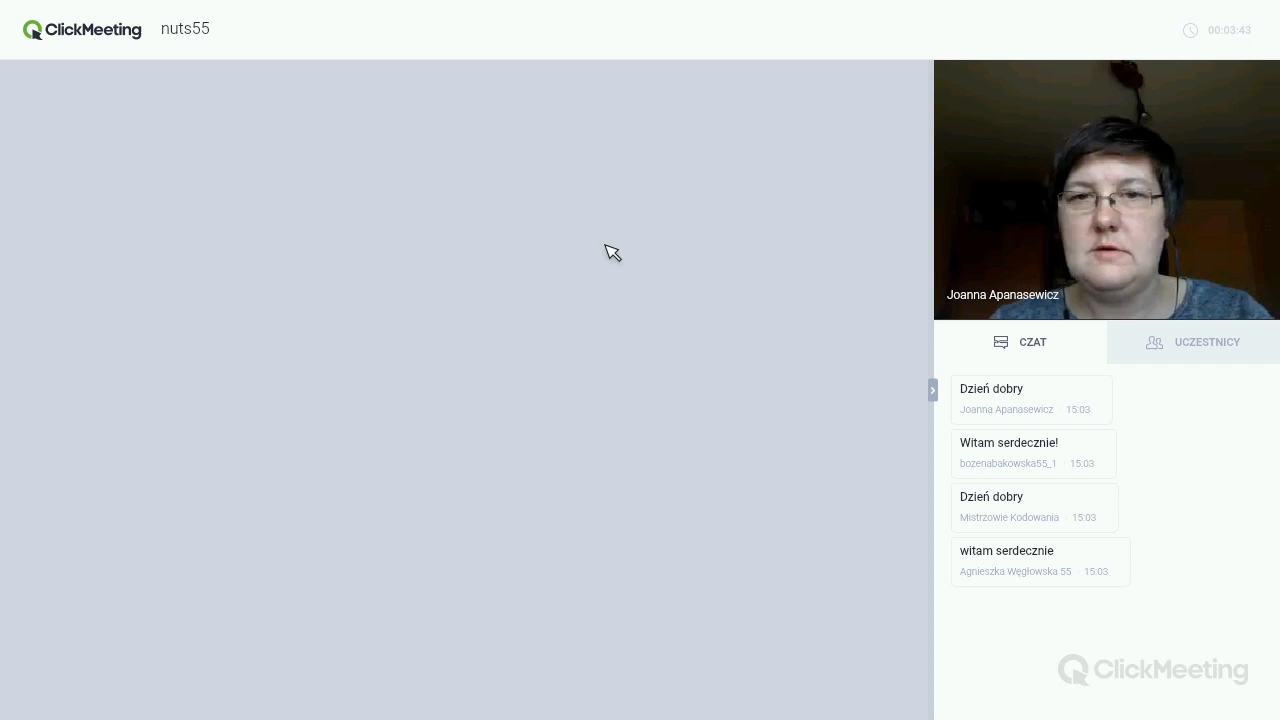 ClickMeeting nuts55 00:03:43
Joanna Apanasewicz
CZAT UCZESTNICY
Dzień dobry
Joanna Apanasewicz · 15:03
Witam serdecznie!
bozenabakowska55_1 · 15:03
Dzień dobry
Mistrzowie Kodowania · 15:03
witam serdecznie
Agnieszka Węgłowska 55 · 15:03
ClickMeeting